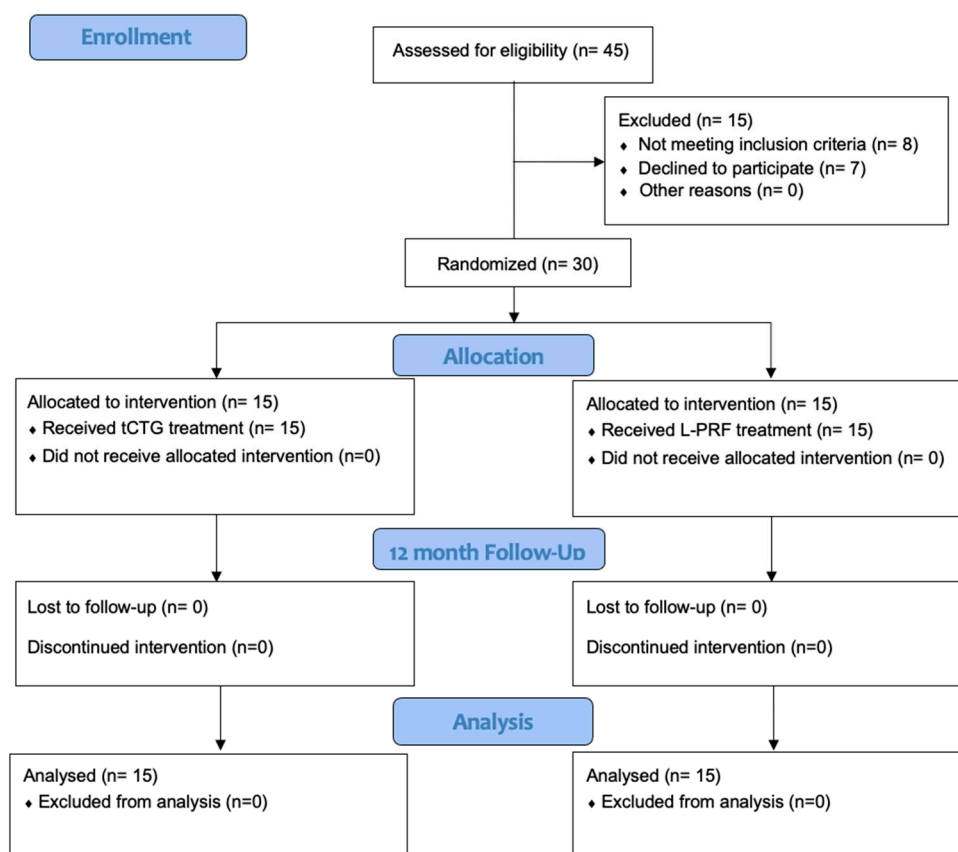 Enrollment
Assessed for eligibility (n= 45)
Excluded (n= 15)
♦ Not meeting inclusion criteria (n= 8)
♦ Declined to participate (n= 7)
♦ Other reasons (n= 0)
Randomized (n= 30)
Allocation
Allocated to intervention (n= 15)
♦ Received tCTG treatment (n= 15)
♦ Did not receive allocated intervention (n=0)
Allocated to intervention (n= 15)
♦ Received L-PRF treatment (n= 15)
♦ Did not receive allocated intervention (n= 0)
12 month Follow-Up
Lost to follow-up (n= 0)
Discontinued intervention (n=0)
Lost to follow-up (n= 0)
Discontinued intervention (n=0)
Analysis
Analysed (n= 15)
♦ Excluded from analysis (n=0)
Analysed (n= 15)
♦ Excluded from analysis (n=0)